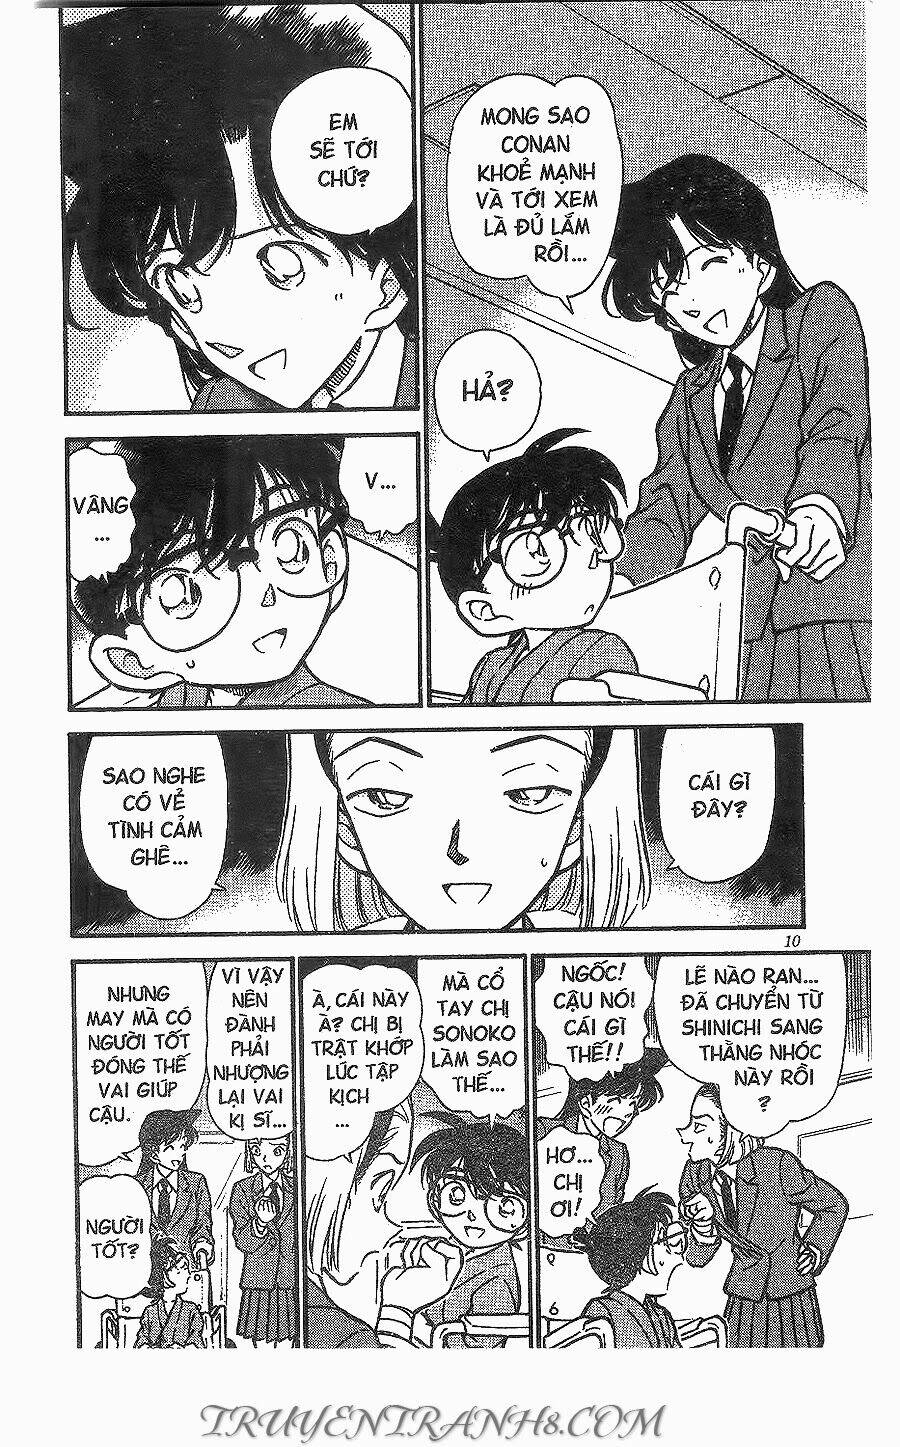 MONG SAO
CONAN
KHOẺ MẠNH
VÀ TỚI XEM
LÀ ĐỦ LẮM
RỒI...
HẢ?
EM
SẼ TỚI
CHỨ?
V...
VÂNG
...
CÁI GÌ
ĐÂY?
SAO NGHE
CÓ VẺ
TÌNH CẢM
GHÊ...
10
LẼ NÀO RAN...
ĐÃ CHUYỂN TỪ
SHINICHI SANG
THẰNG NHÓC
NÀY RỒI
?
NGỐC!
CẬU NÓI
CÁI GÌ
THẾ!!
HƠ...
CHỊ
ƠI!
MÀ CỔ
TAY CHỊ
SONOKO
LÀM SAO
THẾ...
À, CÁI NÀY
À? CHỊ BỊ
TRẬT KHỚP
LÚC TẬP
KỊCH
...
VÌ VẬY
NÊN
ĐÀNH
PHẢI
NHƯỢNG
LẠI VAI
KỊ SĨ...
NHƯNG
MAY MÀ CÓ
NGƯỜI TỐT
ĐÓNG THẾ
VAI GIÚP
CẬU.
NGƯỜI
TỐT?
TRUYENTRANH8.COM